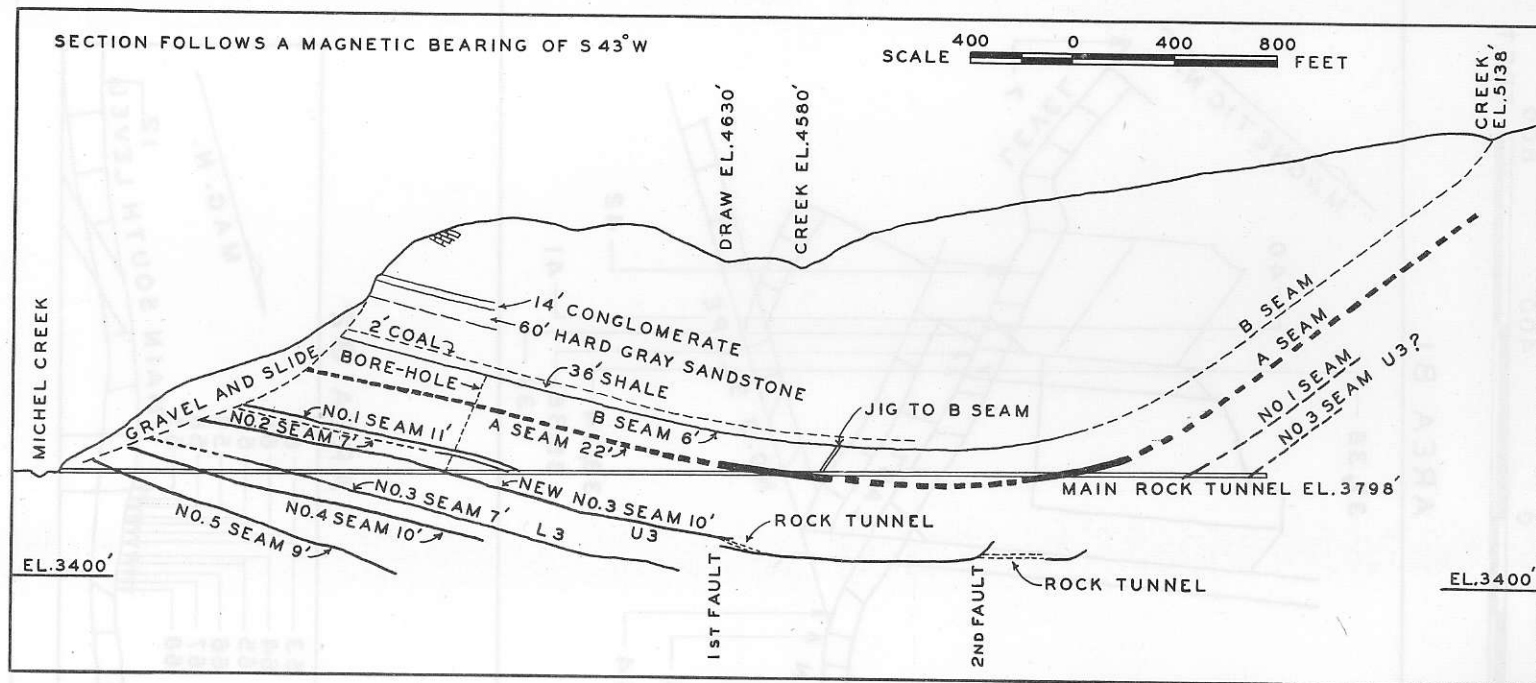 SECTION FOLLOWS A MAGNETIC BEARING OF S 43° W
SCALE
400 0 400 800
FEET
DRAW EL. 4630'
CREEK EL. 4580'
CREEK
EL. 5138'
MICHEL CREEK
GRAVEL AND SLIDE
14' CONGLOMERATE
60' HARD GRAY SANDSTONE
2' COAL
36' SHALE
BORE-HOLE
B SEAM 6'
A SEAM 22'
JIG TO B SEAM
B SEAM
A SEAM
NO. 1 SEAM
NO. 3 SEAM U3?
NO. 1 SEAM 11'
NO. 2 SEAM 7'
MAIN ROCK TUNNEL EL. 3798'
NEW NO. 3 SEAM 10'
NO. 3 SEAM 7'
L3
U3
NO. 4 SEAM 10'
NO. 5 SEAM 9'
ROCK TUNNEL
ROCK TUNNEL
1ST FAULT
2ND FAULT
EL. 3400'
EL. 3400'